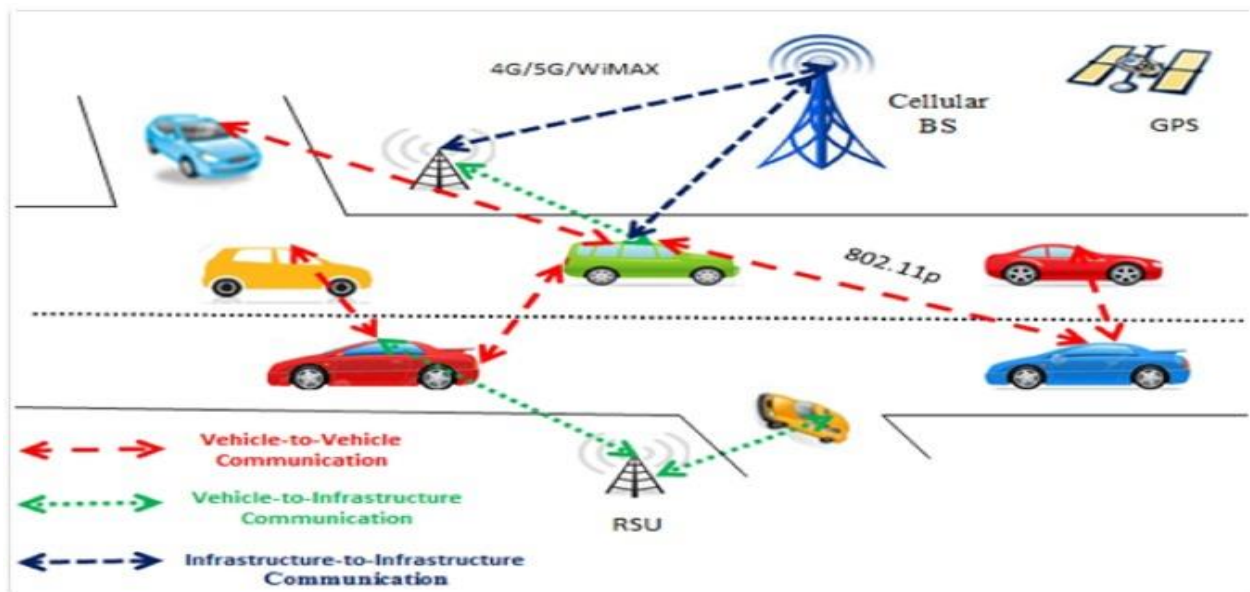 4G/5G/WiMAX
Cellular
BS
GPS
802.11p
Vehicle-to-Vehicle
Communication
Vehicle-to-Infrastructure
Communication
RSU
Infrastructure-to-Infrastructure
Communication